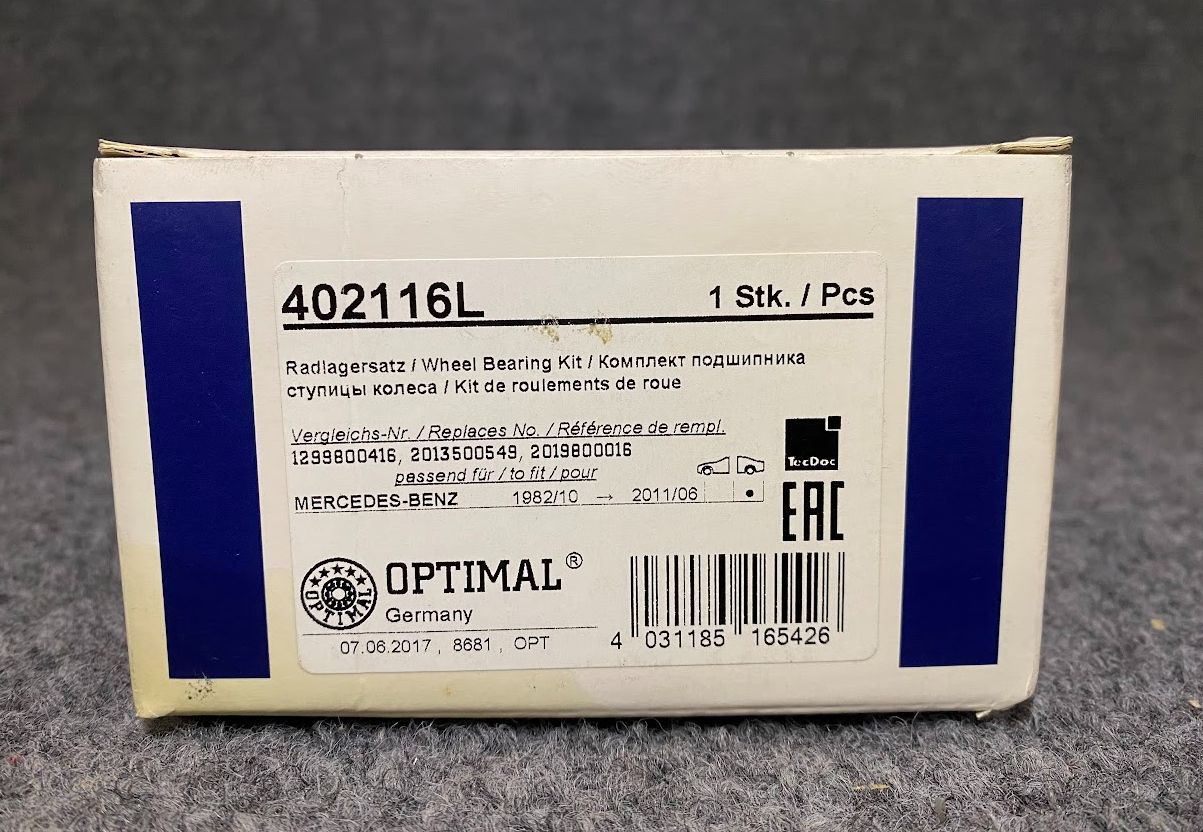 402116L 1 Stk. / Pcs
Radlagersatz / Wheel Bearing Kit / Комплект подшипника
ступицы колеса / Kit de roulements de roue
Vergleichs-Nr. / Replaces No. / Référence de rempl.
1299800416, 2013500549, 2019800016
passend für / to fit / pour
MERCEDES-BENZ 1982/10 → 2011/06
TecDoc
EAC
OPTIMAL
OPTIMAL®
Germany
07.06.2017, 8681, OPT
4 031185 165426